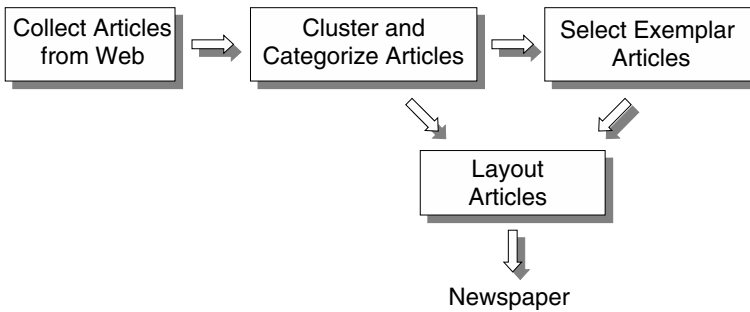 Collect Articles
from Web
Cluster and
Categorize Articles
Select Exemplar
Articles
Layout
Articles
Newspaper